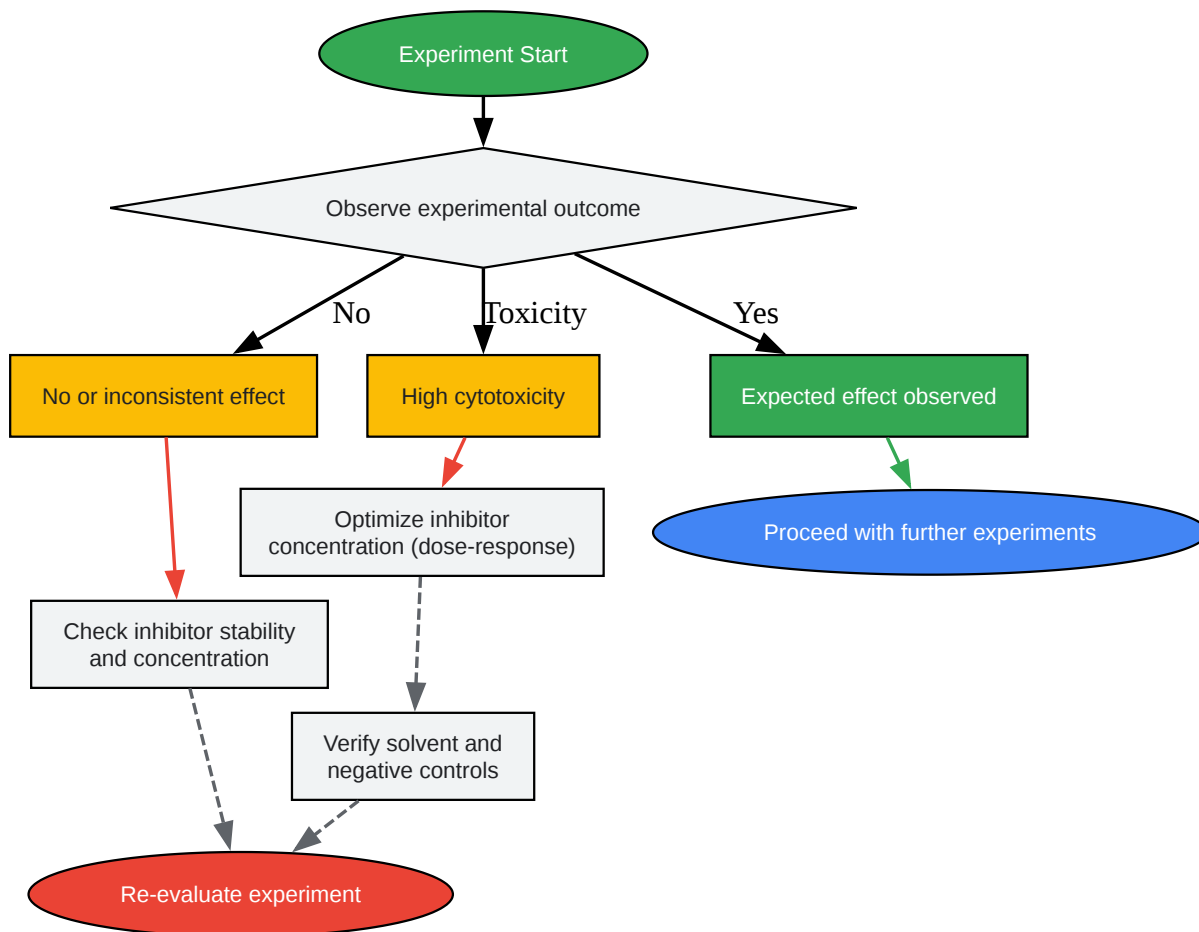 Experiment Start
Observe experimental outcome
No
Toxicity
Yes
No or inconsistent effect
High cytotoxicity
Expected effect observed
Optimize inhibitor
concentration (dose-response)
Proceed with further experiments
Check inhibitor stability
and concentration
Verify solvent and
negative controls
Re-evaluate experiment